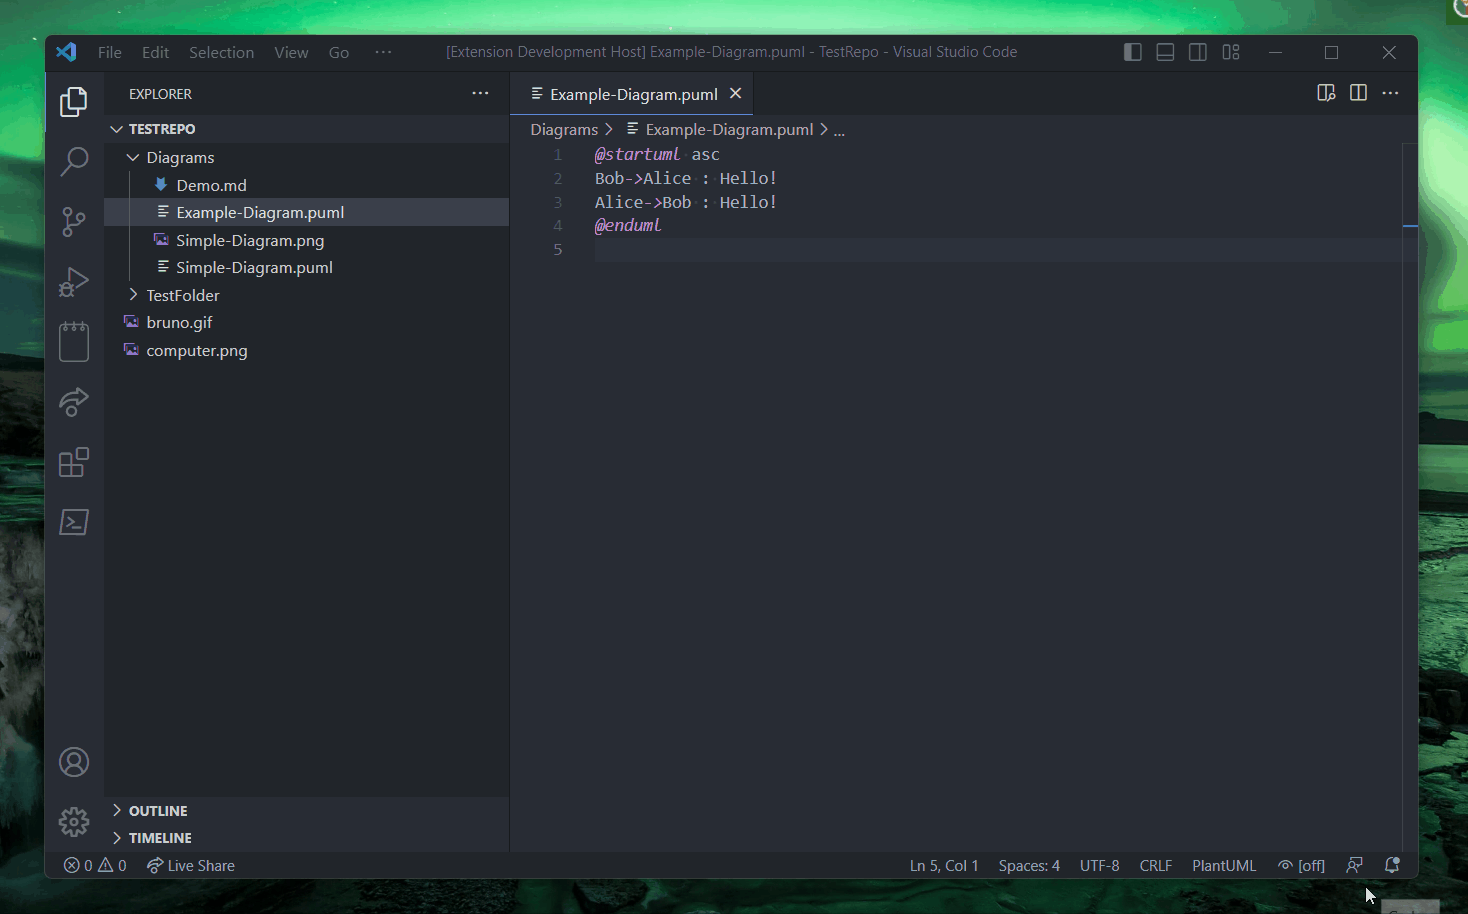 File Edit Selection View Go ··· [Extension Development Host] Example-Diagram.puml - TestRepo - Visual Studio Code
EXPLORER ···
TESTREPO
Diagrams
Demo.md
Example-Diagram.puml
Simple-Diagram.png
Simple-Diagram.puml
TestFolder
bruno.gif
computer.png
OUTLINE
TIMELINE
Example-Diagram.puml
Diagrams > Example-Diagram.puml > ...
1 @startuml asc
2 Bob->Alice : Hello!
3 Alice->Bob : Hello!
4 @enduml
5
0 0 Live Share Ln 5, Col 1 Spaces: 4 UTF-8 CRLF PlantUML [off]